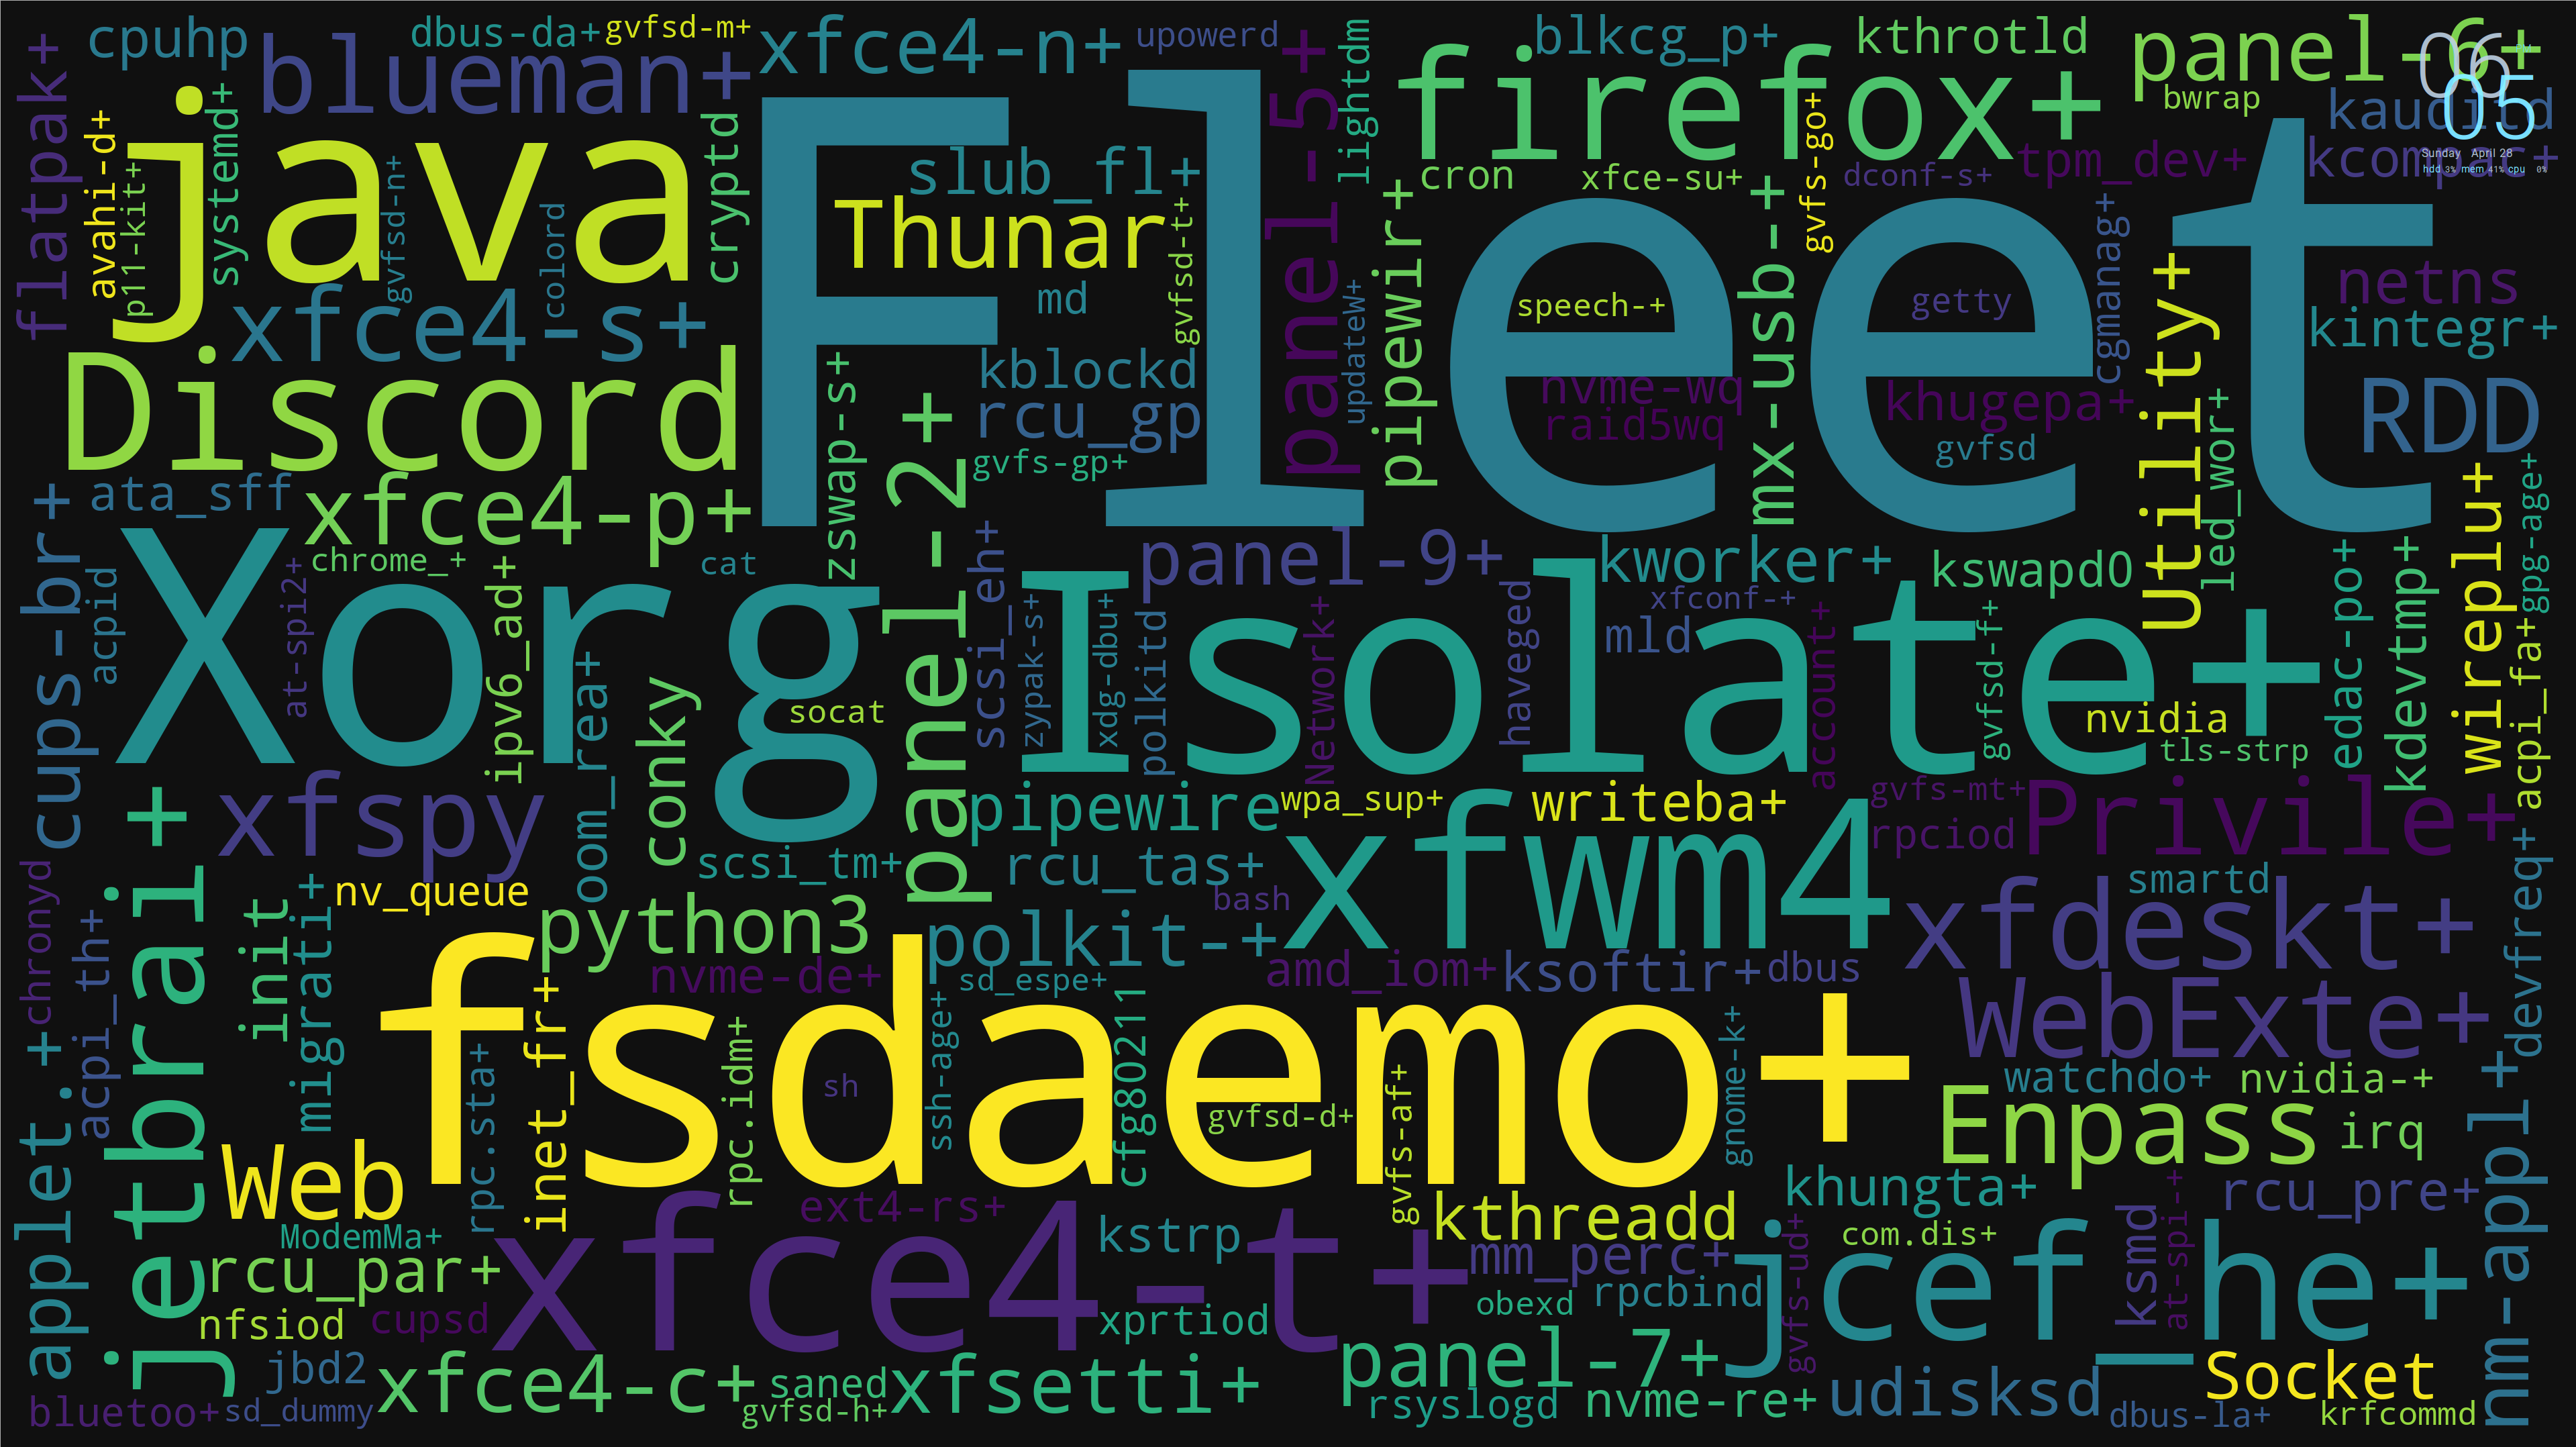 cpuhp
dbus-da+
gvfsd-m+
xfce4-n+
upowerd
blkcg_p+
kthrotld
panel-6+
06
05
Sunday April 28
hdd 3% mem 41% cpu 0%
flatpak+
blueman+
lightdm
panel-5+
firefox+
bwrap
kauditd
avahi-d+
p11-kit+
java
systemd+
gvfsd-n+
colord
cryptd
Fleet
slub_fl+
Thunar
gvfsd-t+
md
cron
xfce-su+
gvfs-go+
dconf-s+
tpm_dev+
kcompac+
xfce4-s+
updateW+
pipewir+
speech-+
mx-usb-+
getty
cgmanag+
Utility+
netns
kintegr+
Discord
zswap-s+
kblockd
rcu_gp
gvfs-gp+
nvme-wq
raid5wq
khugepa+
gvfsd
led_wor+
RDD
cups-br+
ata_sff
xfce4-p+
panel-2+
wireplu+
gpg-age+
acpid
at-spi2+
chrome_+
cat
scsi_eh+
panel-9+
kworker+
kswapd0
edac-po+
kdevtmp+
Xorg
ipv6_ad+
oom_rea+
conky
socat
zypak-s+
xdg-dbu+
polkitd
Isolate+
Network+
haveged
xfconf-+
mld
account+
gvfsd-f+
nvidia
tls-strp
acpi_fa+
jetbrai+
xfspy
scsi_tm+
pipewire
wpa_sup+
writeba+
gvfs-mt+
rpciod
Privile+
rcu_tas+
xfwm4
chronyd
acpi_th+
init
migrati+
nv_queue
python3
bash
smartd
xfdeskt+
devfreq+
polkit-+
nvme-de+
sd_espe+
amd_iom+
ksoftir+
dbus
WebExte+
applet.+
rpc.sta+
inet_fr+
fsdaemo+
rpc.idm+
sh
ssh-age+
cfg80211
gvfsd-d+
gvfs-af+
gnome-k+
watchdo+
nvidia-+
Enpass
irq
nm-appl+
Web
ext4-rs+
kstrp
kthreadd
khungta+
rcu_pre+
ModemMa+
rcu_par+
xfce4-t+
mm_perc+
gvfs-ud+
com.dis+
ksmd
at-spi-+
jcef_he+
nfsiod
cupsd
xprtiod
obexd
rpcbind
jbd2
xfce4-c+
saned
xfsetti+
panel-7+
Socket
bluetoo+
sd_dummy
gvfsd-h+
rsyslogd
nvme-re+
udisksd
dbus-la+
krfcommd